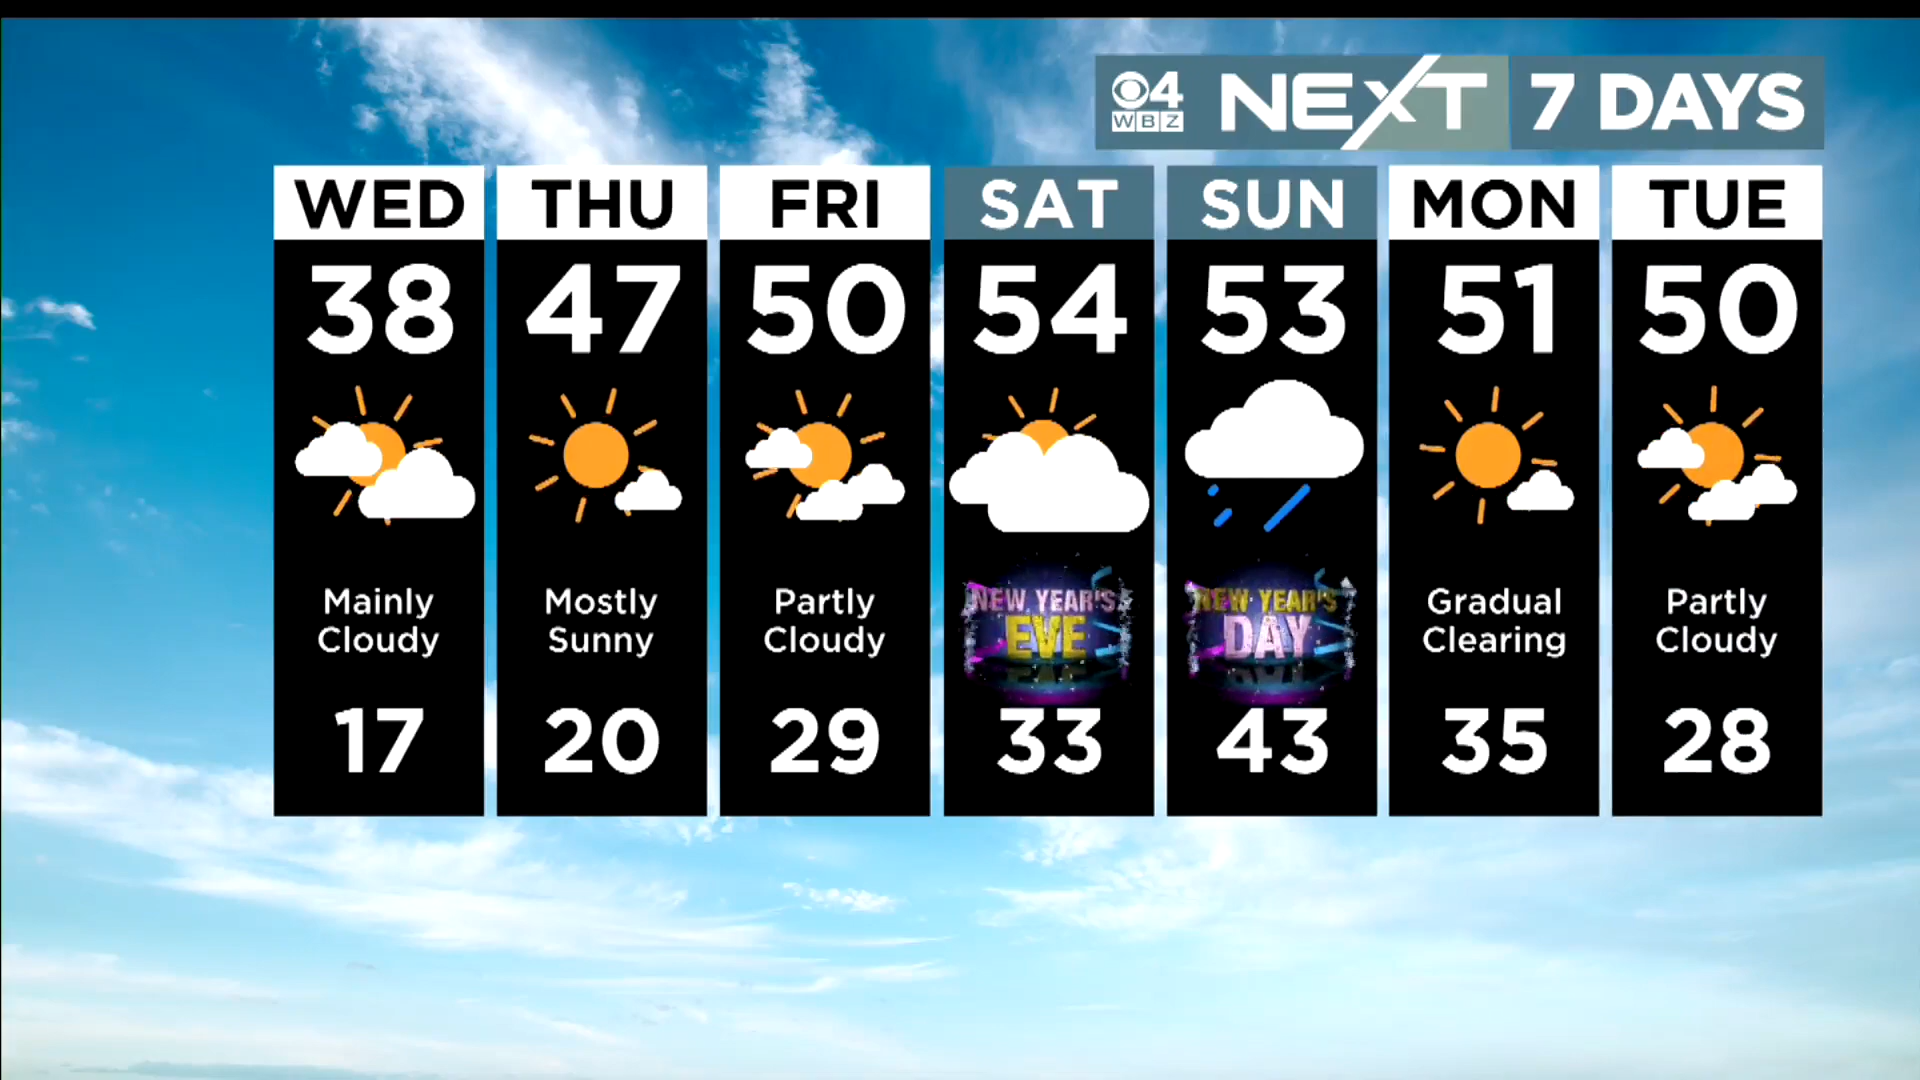 4
WBZ
NEXT 7 DAYS
WED THU FRI SAT SUN MON TUE
38 47 50 54 53 51 50
Mainly Cloudy
Mostly Sunny
Partly Cloudy
NEW YEAR'S EVE
NEW YEAR'S DAY
Gradual Clearing
Partly Cloudy
17 20 29 33 43 35 28